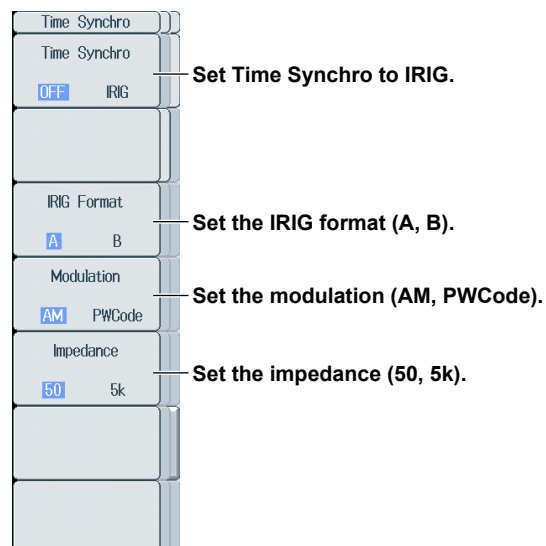 Time Synchro
Time Synchro
OFF IRIG
Set Time Synchro to IRIG.
IRIG Format
A B
Set the IRIG format (A, B).
Modulation
AM PWCode
Set the modulation (AM, PWCode).
Impedance
50 5k
Set the impedance (50, 5k).